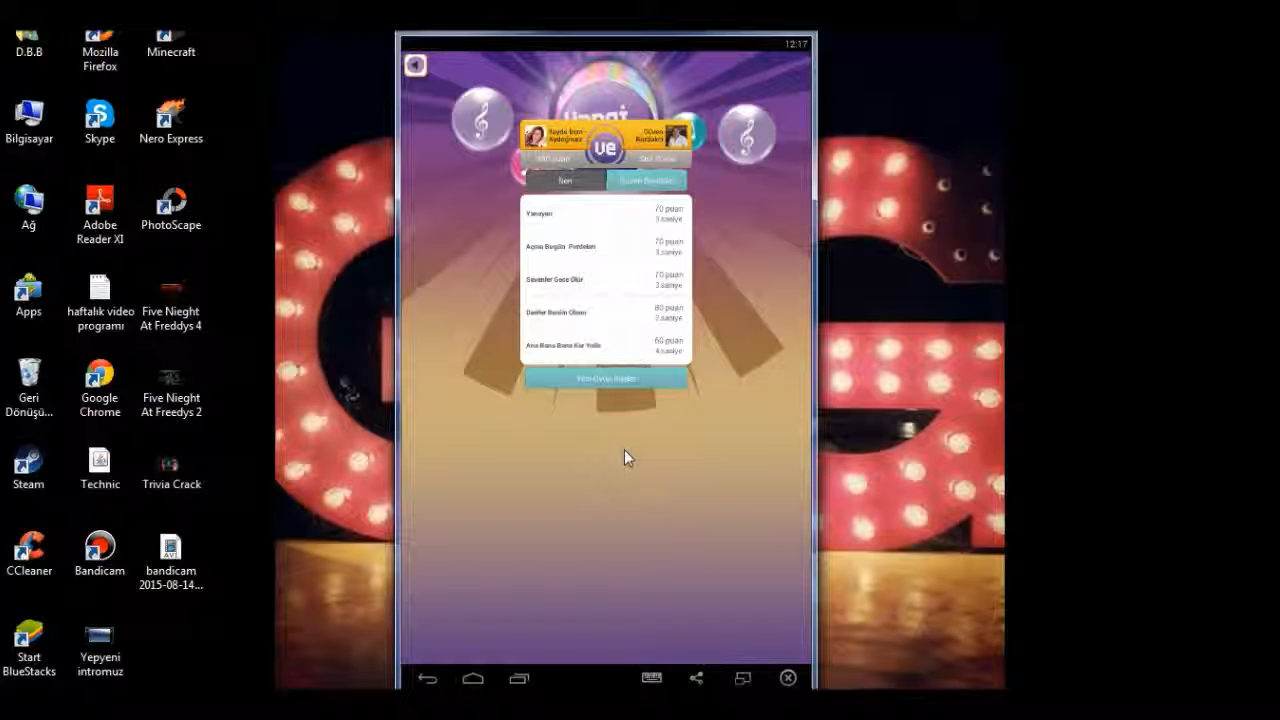 D.B.B
Mozilla
Firefox
Minecraft
Bilgisayar
Skype
Nero Express
Ağ
Adobe
Reader XI
PhotoScape
Apps
haftalık video
programı
Five Nieght
At Freddys 4
Geri
Dönüşü...
Google
Chrome
Five Nieght
At Freedys 2
Steam
Technic
Trivia Crack
CCleaner
Bandicam
bandicam
2015-08-14...
Start
BlueStacks
Yepyeni
intromuz
12:17
ve
Güven
Yanayan
70 puan
3 saniye
Açma Bugün Perdeleri
70 puan
3 saniye
Sevenler Gece Ölür
70 puan
3 saniye
Dertler Benim Olsun
80 puan
2 saniye
Ara Bana Bana Kar Yolla
60 puan
4 saniye